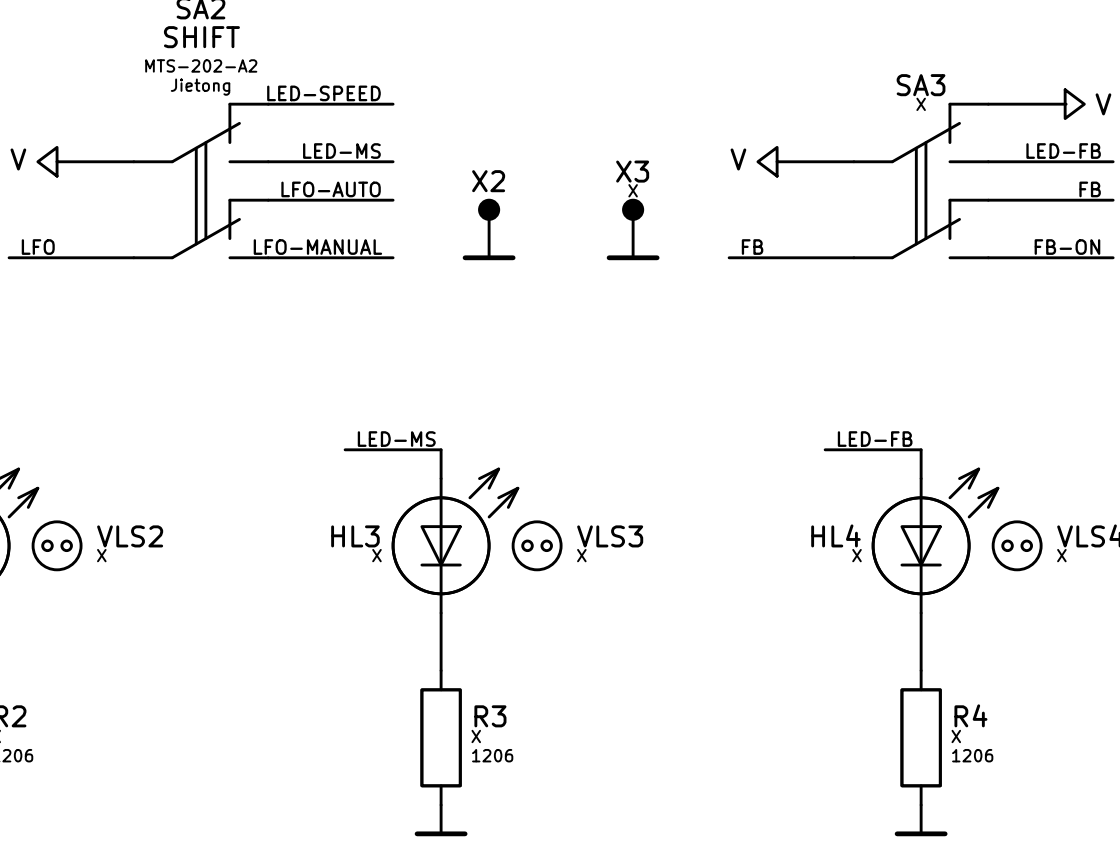 SA2
SHIFT
MTS-202-A2
Jietong
LED-SPEED
V
LED-MS
LFO-AUTO
LFO
LFO-MANUAL
X2
X3
X
SA3
X
V
V
LED-FB
FB
FB
FB-ON
LED-MS
LED-FB
VLS2
X
HL3
X
VLS3
X
HL4
X
VLS4
X
R2
X
1206
R3
X
1206
R4
X
1206